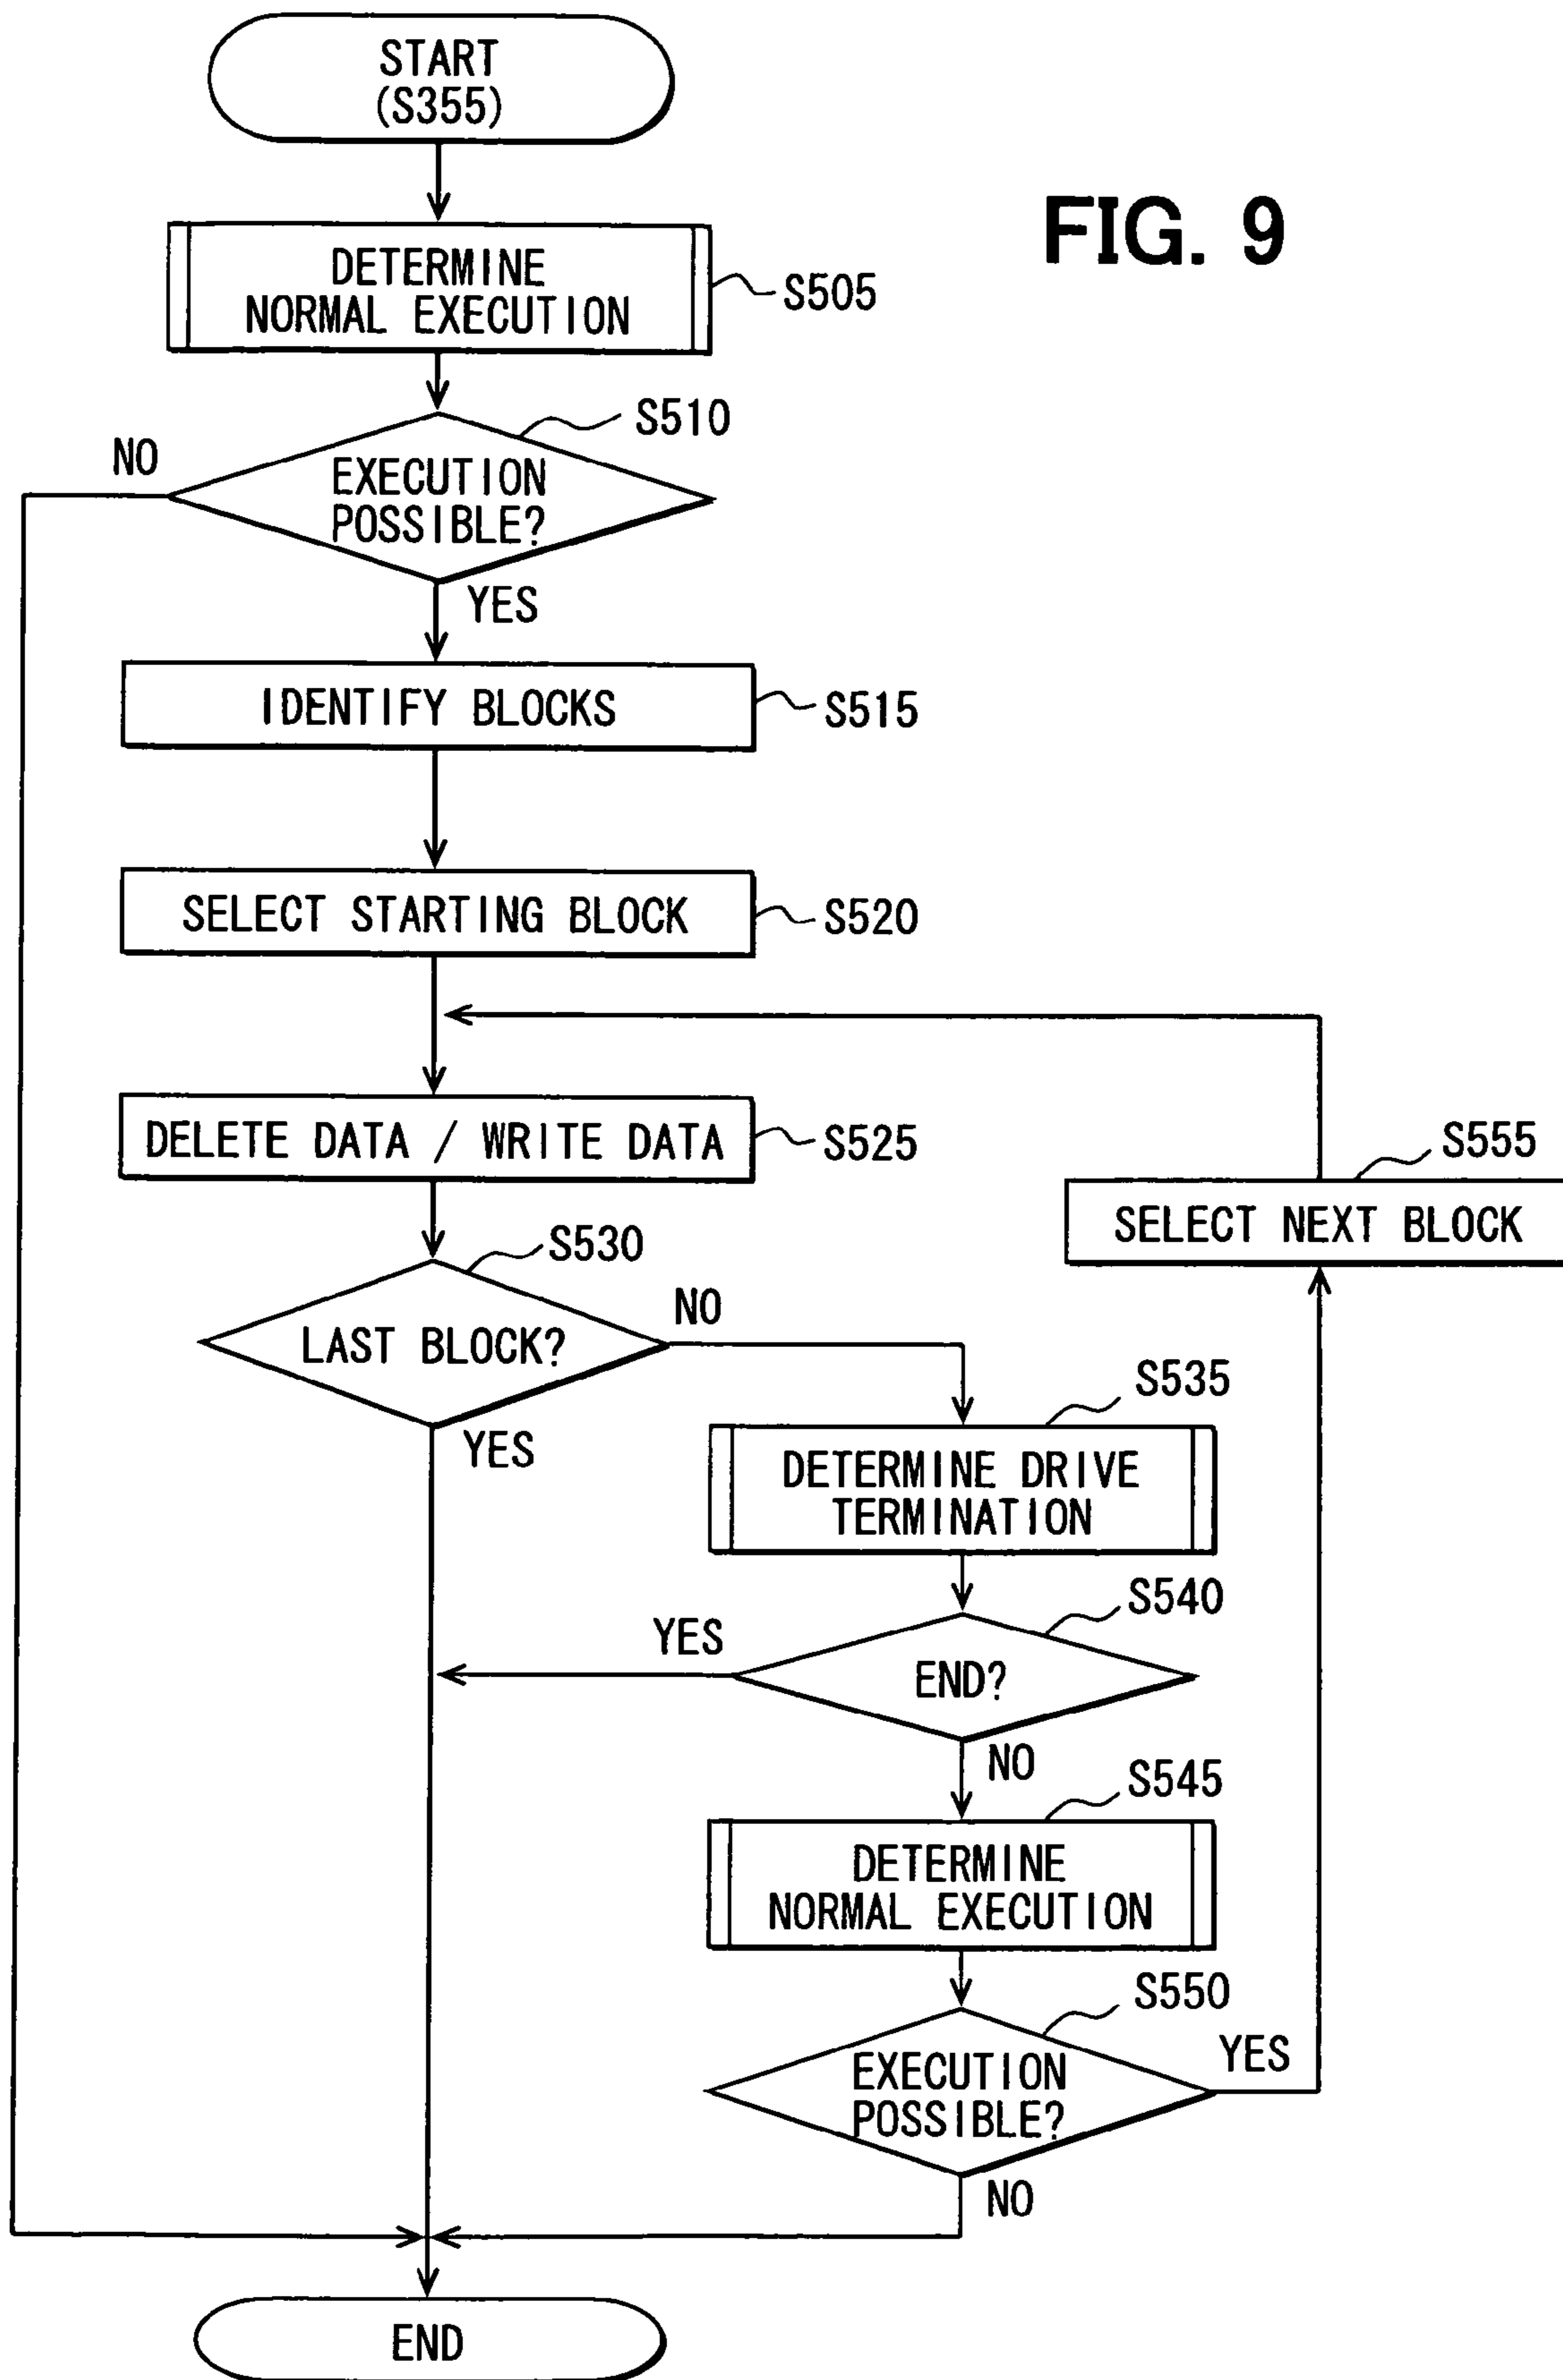 START
(S355)
FIG. 9
DETERMINE
NORMAL EXECUTION
S505
S510
NO
EXECUTION
POSSIBLE?
YES
IDENTIFY BLOCKS
S515
SELECT STARTING BLOCK
S520
DELETE DATA / WRITE DATA
S525
S555
SELECT NEXT BLOCK
S530
NO
LAST BLOCK?
YES
S535
DETERMINE DRIVE
TERMINATION
S540
YES
END?
NO
S545
DETERMINE
NORMAL EXECUTION
S550
YES
EXECUTION
POSSIBLE?
NO
END